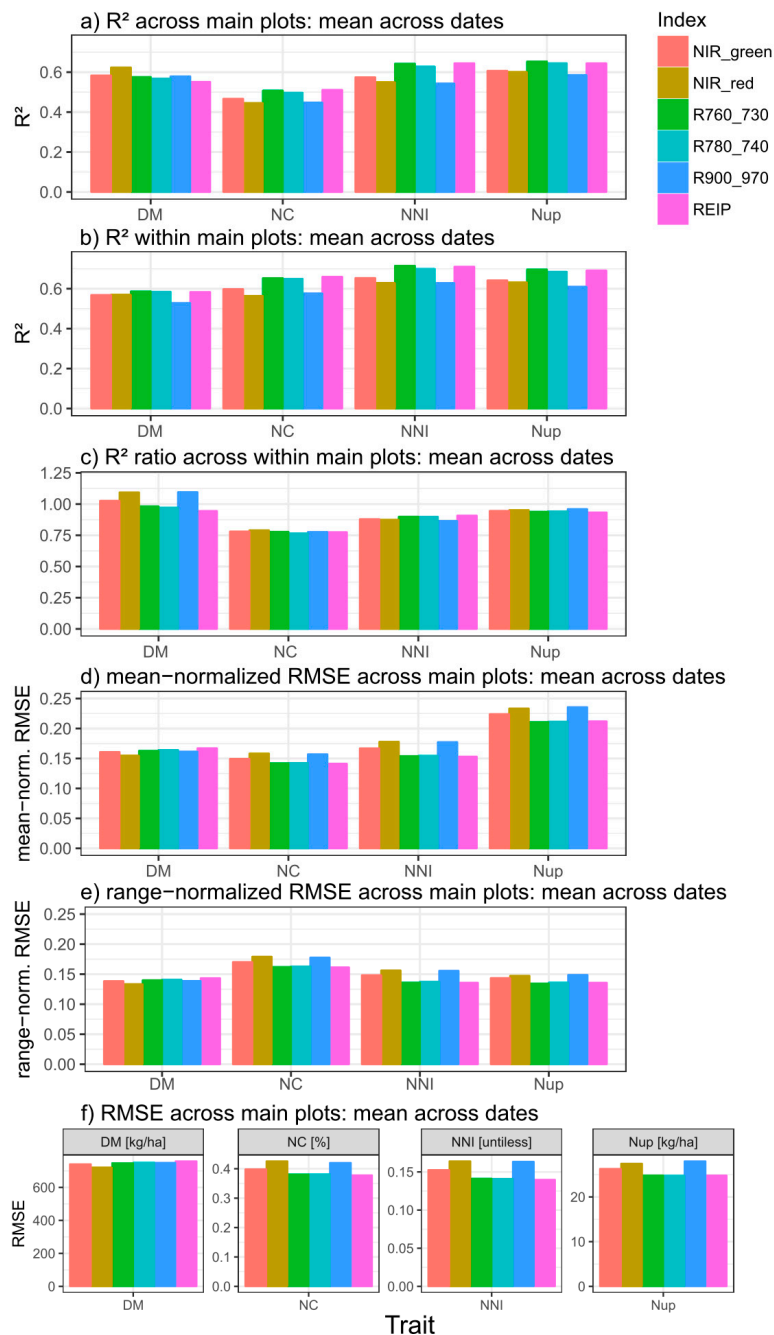 a) R² across main plots: mean across dates
Index
NIR_green
NIR_red
R760_730
R780_740
R900_970
REIP
R²
0.6
0.4
0.2
0.0
DM NC NNI Nup
b) R² within main plots: mean across dates
R²
0.6
0.4
0.2
0.0
DM NC NNI Nup
c) R² ratio across within main plots: mean across dates
1.25
1.00
0.75
0.50
0.25
0.00
DM NC NNI Nup
d) mean−normalized RMSE across main plots: mean across dates
mean−norm. RMSE
0.25
0.20
0.15
0.10
0.05
0.00
DM NC NNI Nup
e) range−normalized RMSE across main plots: mean across dates
range−norm. RMSE
0.25
0.20
0.15
0.10
0.05
0.00
DM NC NNI Nup
f) RMSE across main plots: mean across dates
DM [kg/ha] NC [%] NNI [untiless] Nup [kg/ha]
RMSE
600
400
200
0
0.4
0.3
0.2
0.1
0.0
0.15
0.10
0.05
0.00
20
10
0
DM NC NNI Nup
Trait